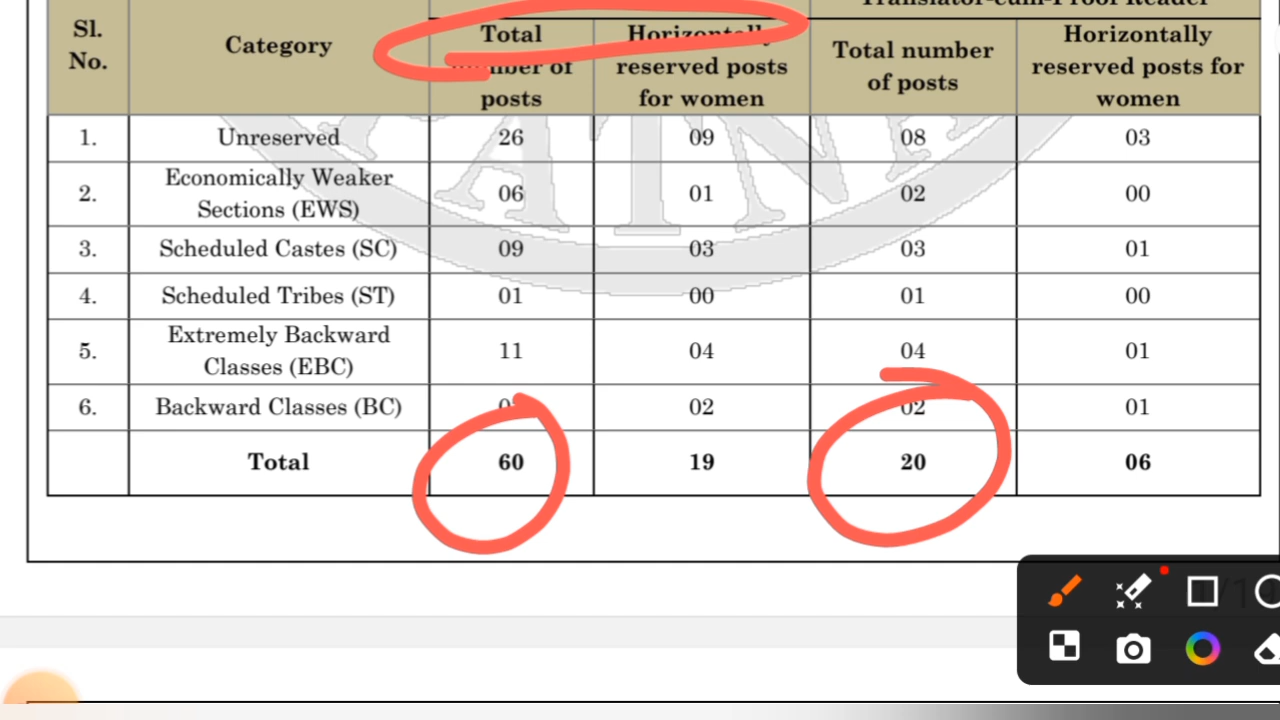 Translator-cum-Proof Reader
Sl. No. Category Total number of posts Horizontally reserved posts for women Total number of posts Horizontally reserved posts for women
1. Unreserved 26 09 08 03
2. Economically Weaker Sections (EWS) 06 01 02 00
3. Scheduled Castes (SC) 09 03 03 01
4. Scheduled Tribes (ST) 01 00 01 00
5. Extremely Backward Classes (EBC) 11 04 04 01
6. Backward Classes (BC) 02 02 01
Total 60 19 20 06